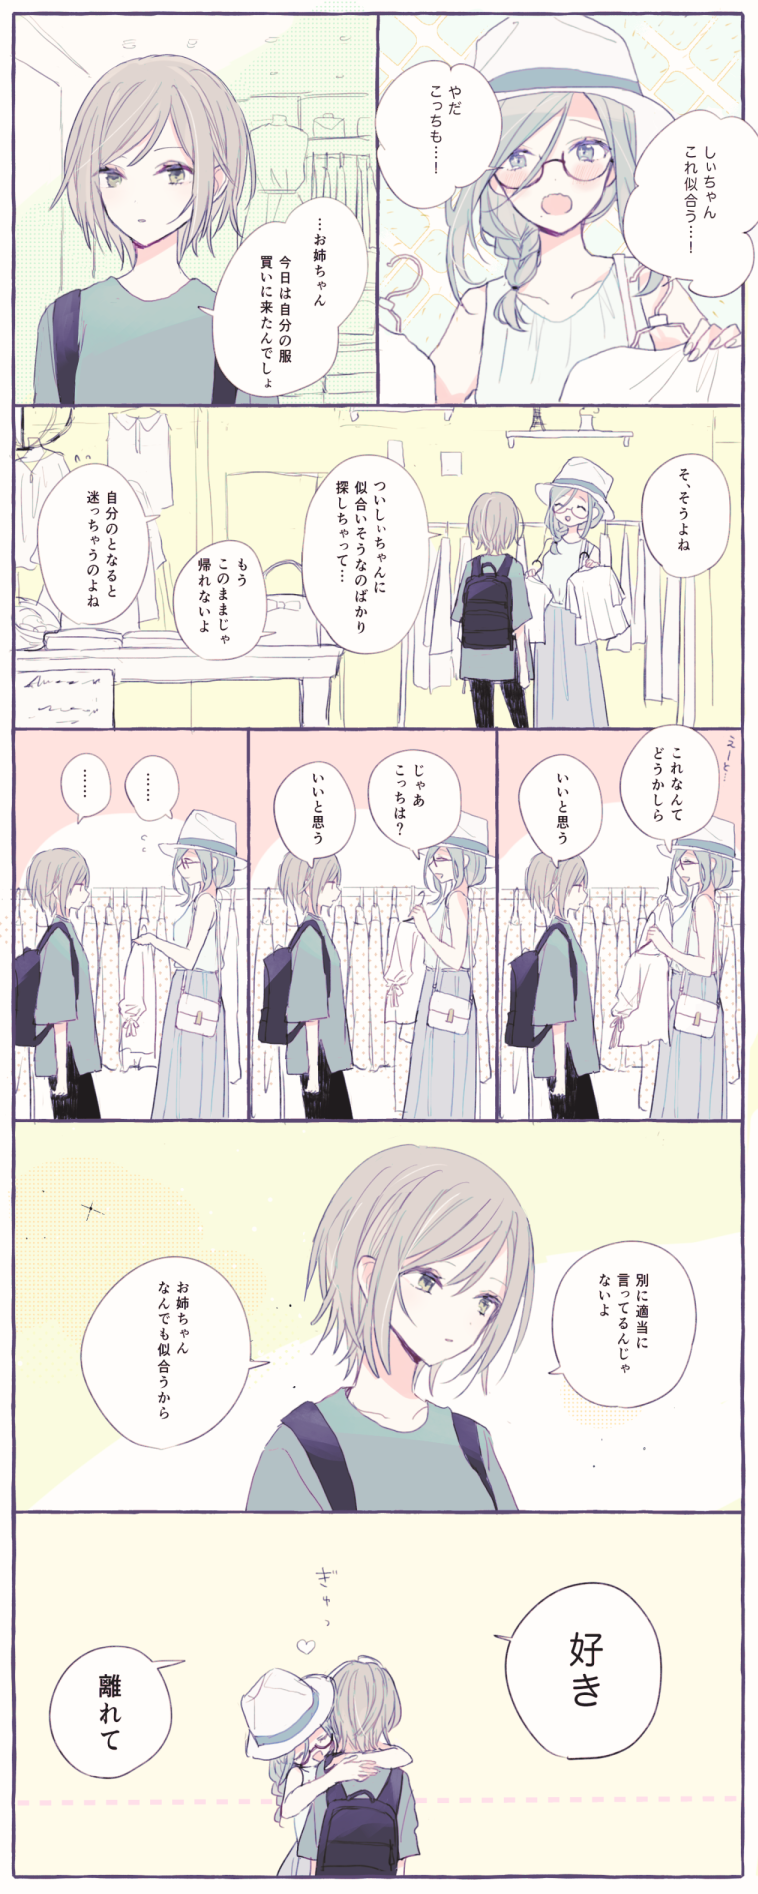 しぃちゃん
これ似合う…!
やだ
こっちも…!
…お姉ちゃん
今日は自分の服
買いに来たんでしょ
そ、そうよね
ついしぃちゃんに
似合いそうなのばかり
探しちゃって…
もう
このままじゃ
帰れないよ
自分のとなると
迷っちゃうのよね
えーと…
これなんて
どうかしら
いいと思う
じゃあ
こっちは?
いいと思う
……
……
別に適当に
言ってるんじゃ
ないよ
お姉ちゃん
なんでも似合うから
好き
ぎゅっ
離れて